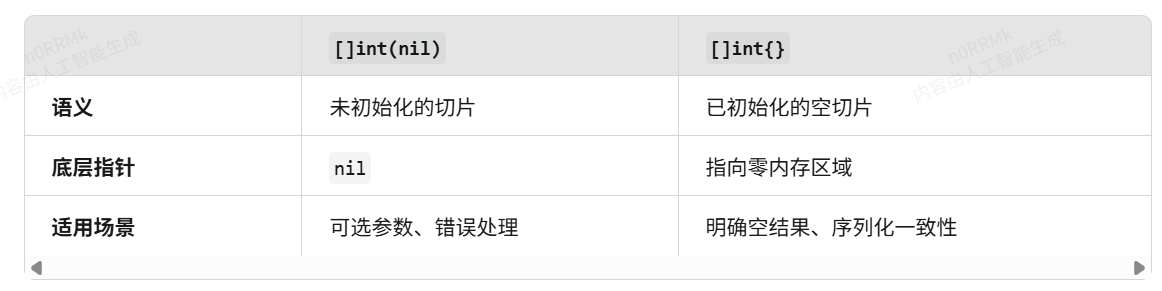 []int(nil) []int{}
语义 未初始化的切片 已初始化的空切片
底层指针 nil 指向零内存区域
适用场景 可选参数、错误处理 明确空结果、序列化一致性
n0RRMk
内容由人工智能生成
n0RRMk
内容由人工智能生成